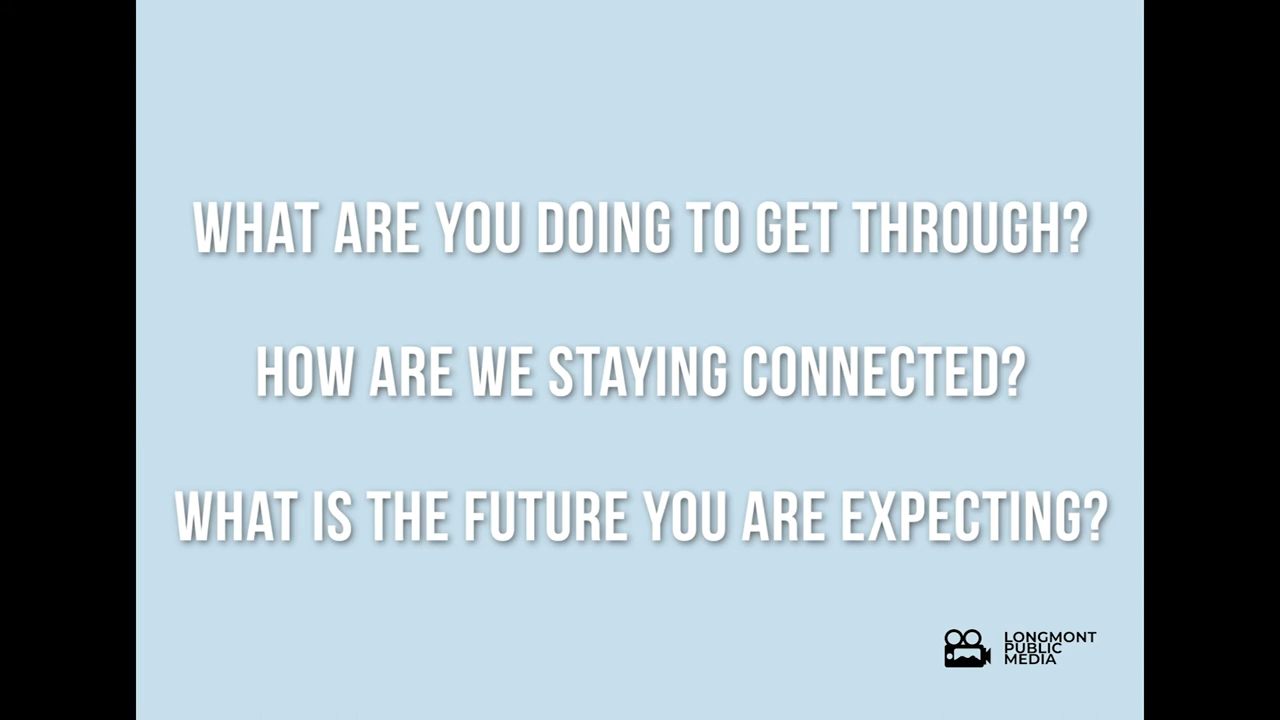 WHAT ARE YOU DOING TO GET THROUGH?
HOW ARE WE STAYING CONNECTED?
WHAT IS THE FUTURE YOU ARE EXPECTING?
LONGMONT
PUBLIC
MEDIA